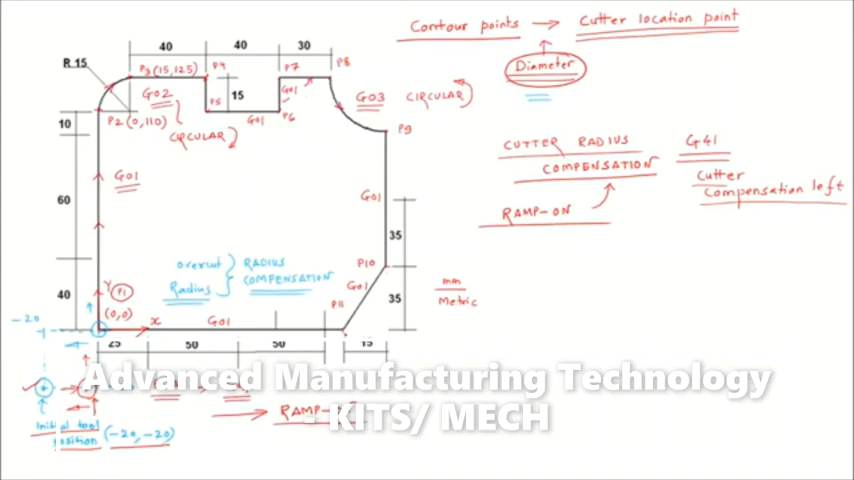 Contour points → Cutter location point
40
40
30
Diameter
R 15
P3 (15,125)
P4
P7
P8
G02
15
G01
G03
CIRCULAR
P5
P2 (0,110)
G01
P6
10
CIRCULAR
P9
CUTTER RADIUS
G41
COMPENSATION
Cutter
Compensation left
RAMP-ON
G01
60
G01
35
overcut
RADIUS
Radius
COMPENSATION
P10
G01
mm
Metric
Y
P1
40
(0,0)
x
G01
P11
35
-20
25
50
50
15
Advanced Manufacturing Technology
- KITS/ MECH
Initial tool
position (-20,-20)